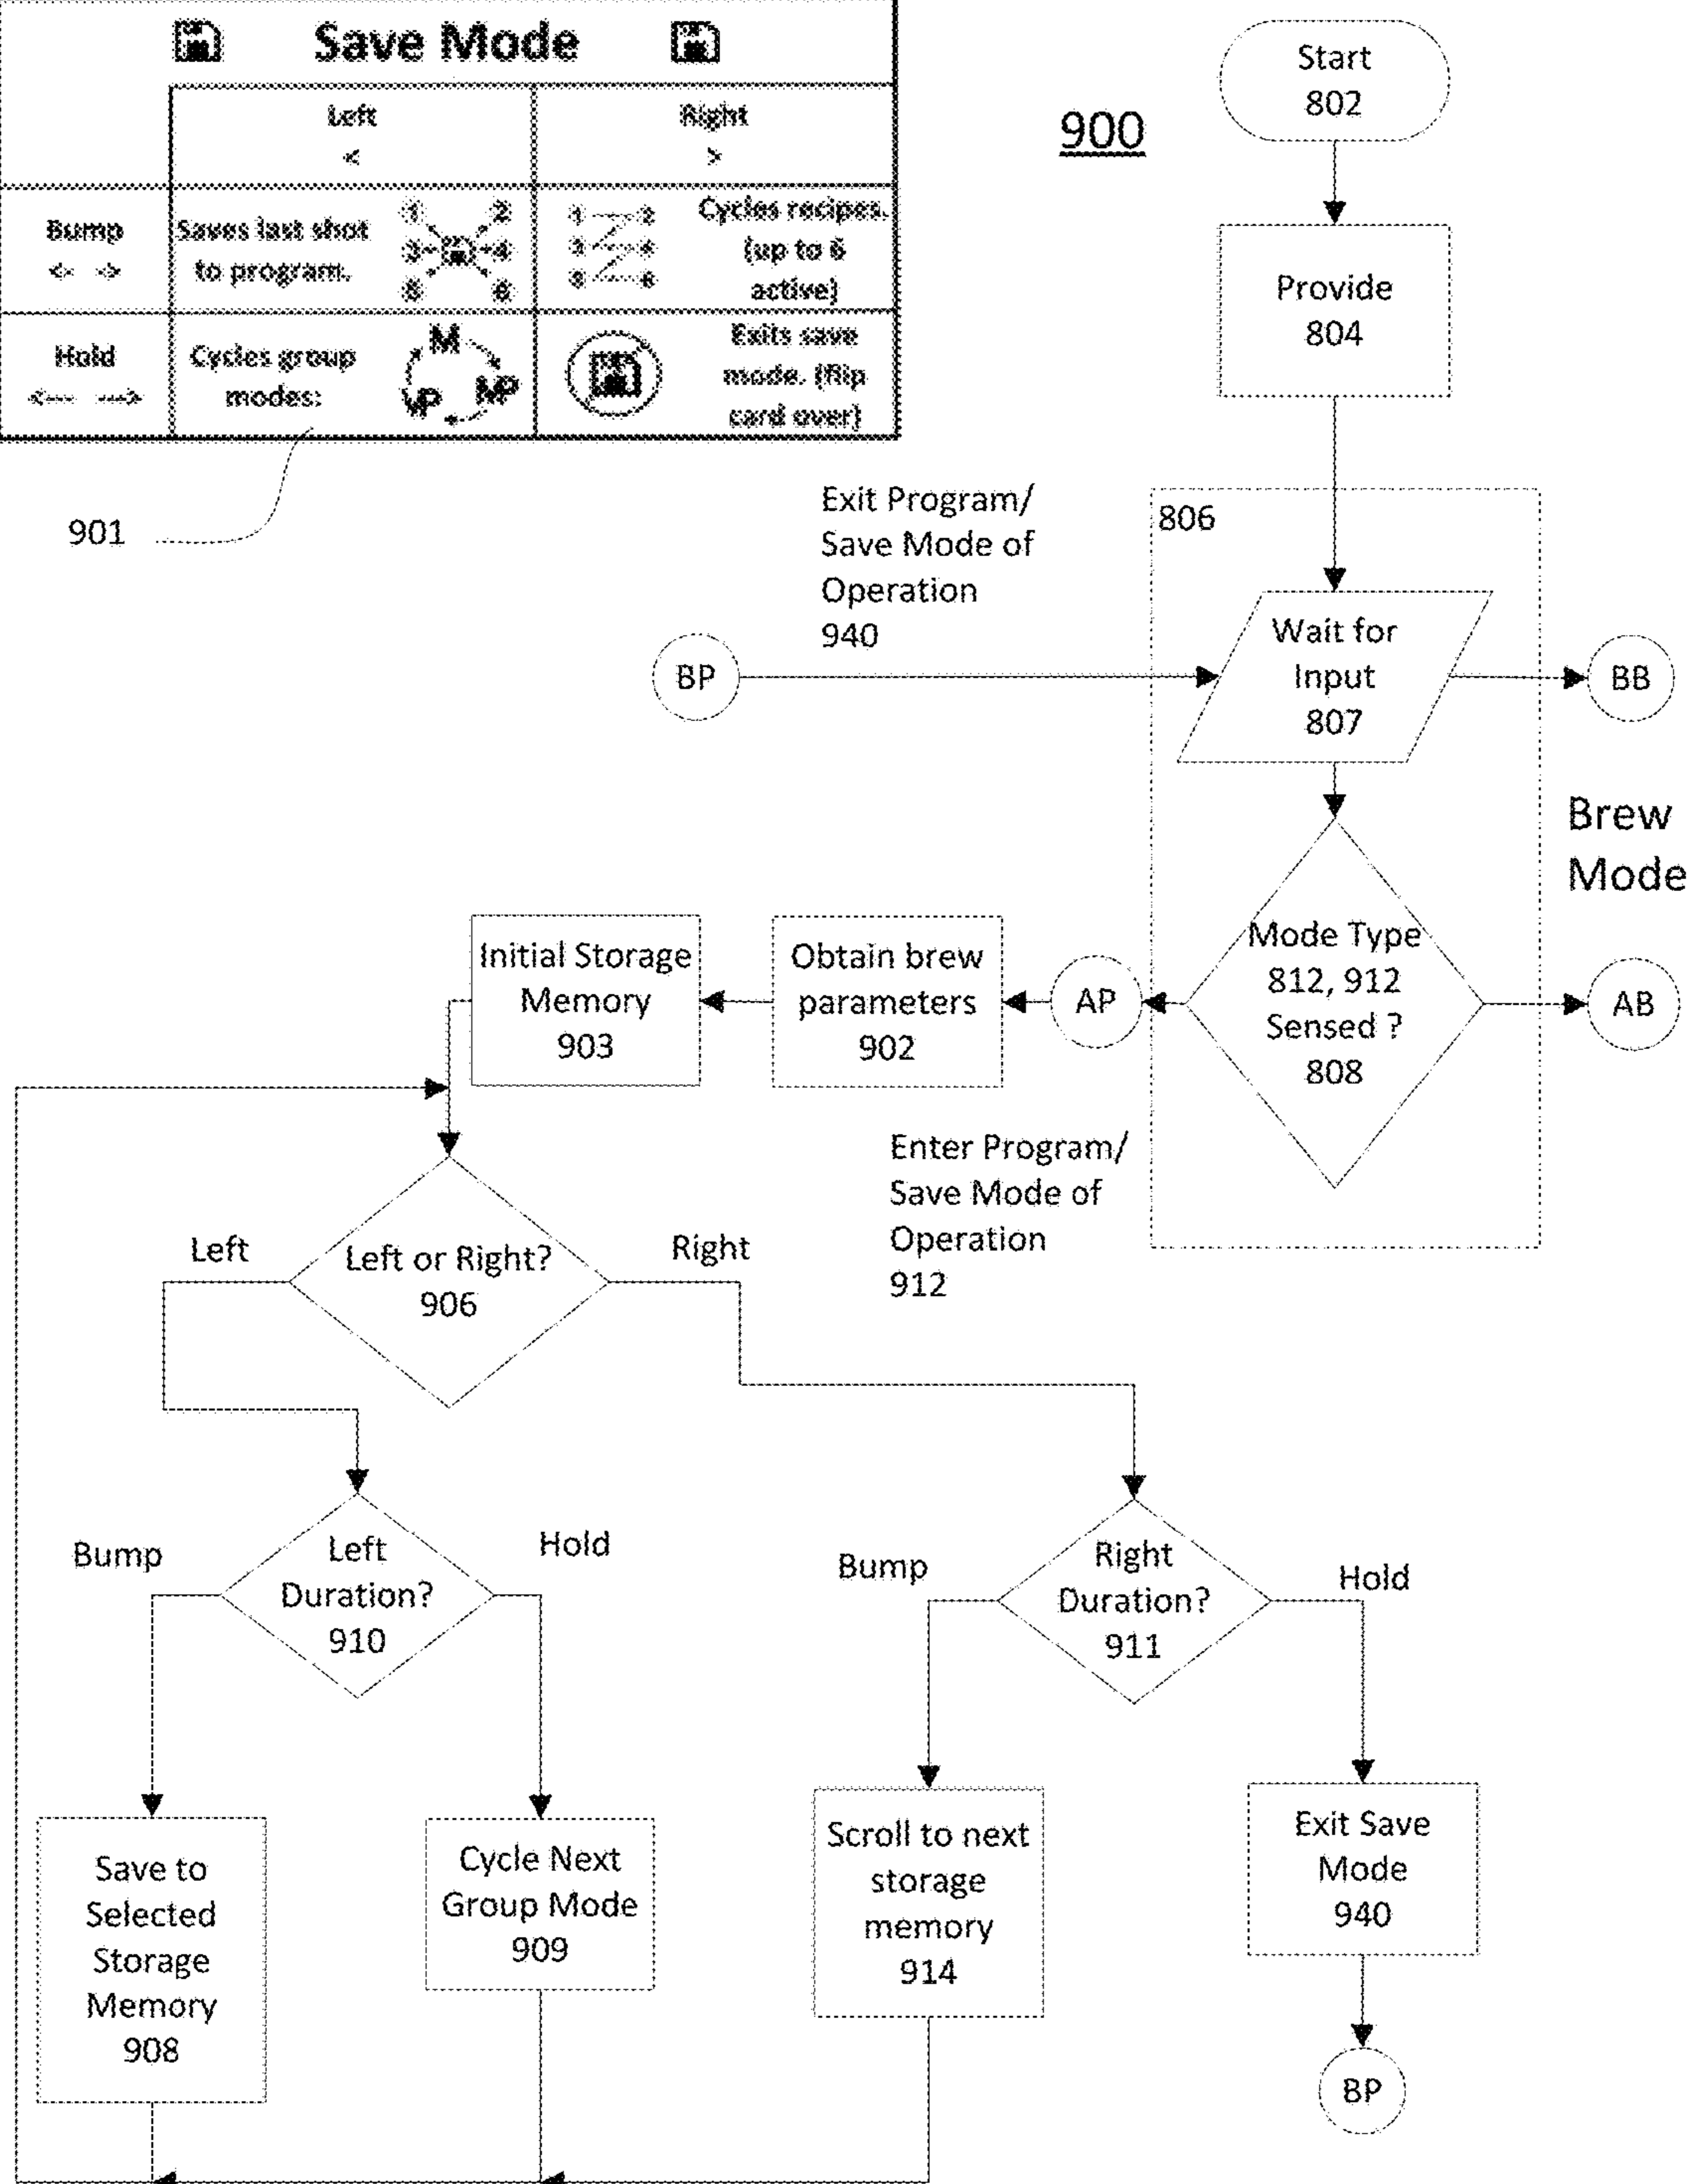 Save Mode
Left
<
Right
>
Bump
<- ->
Saves last shot
to program.
1 2
3 4
5 6
1 2
3 4
5 6
Cycles recipes.
(up to 6
active)
Hold
<--- --->
Cycles group
modes:
M
VP MP
Exits save
mode. (flip
card over)
901
900
Start
802
Provide
804
Exit Program/
Save Mode of
Operation
940
806
BP
Wait for
Input
807
BB
Brew
Mode
Initial Storage
Memory
903
Obtain brew
parameters
902
AP
Mode Type
812, 912
Sensed ?
808
AB
Enter Program/
Save Mode of
Operation
912
Left
Left or Right?
906
Right
Bump
Left
Duration?
910
Hold
Bump
Right
Duration?
911
Hold
Save to
Selected
Storage
Memory
908
Cycle Next
Group Mode
909
Scroll to next
storage
memory
914
Exit Save
Mode
940
BP